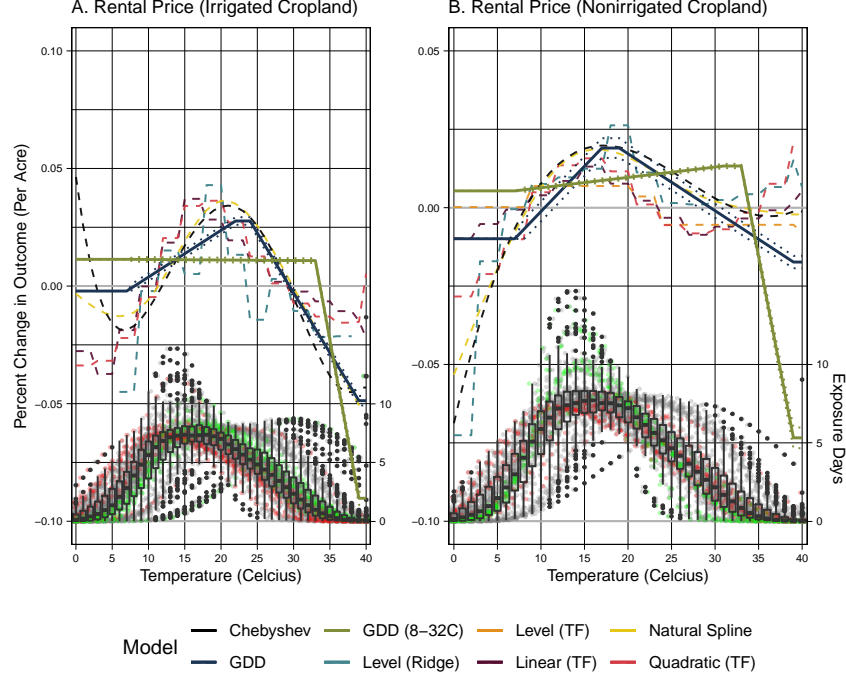 A. Rental Price (Irrigated Cropland)
B. Rental Price (Nonirrigated Cropland)
Percent Change in Outcome (Per Acre)
0.10
0.05
0.00
−0.05
−0.10
10
5
0
0 5 10 15 20 25 30 35 40
Temperature (Celcius)
0.05
0.00
−0.05
−0.10
10
5
0
Exposure Days
0 5 10 15 20 25 30 35 40
Temperature (Celcius)
Model
Chebyshev GDD (8−32C) Level (TF) Natural Spline
GDD Level (Ridge) Linear (TF) Quadratic (TF)